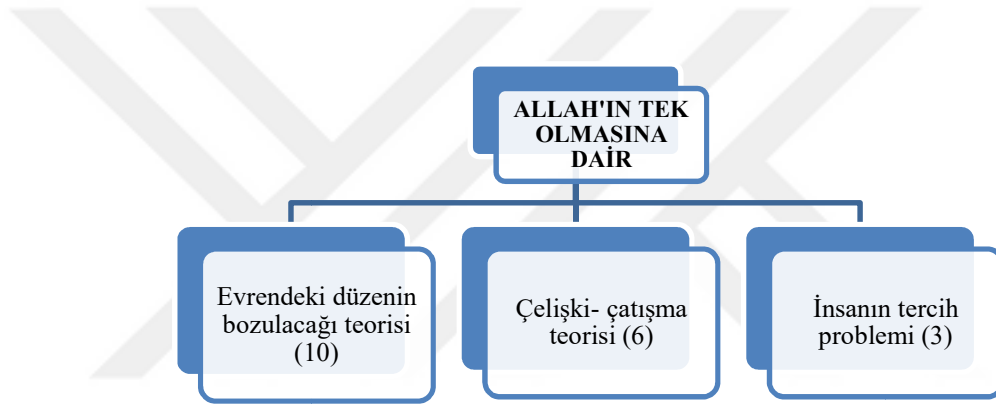 ALLAH'IN TEK
OLMASINA
DAİR
Evrendeki düzenin
bozulacağı teorisi
(10)
Çelişki- çatışma
teorisi (6)
İnsanın tercih
problemi (3)